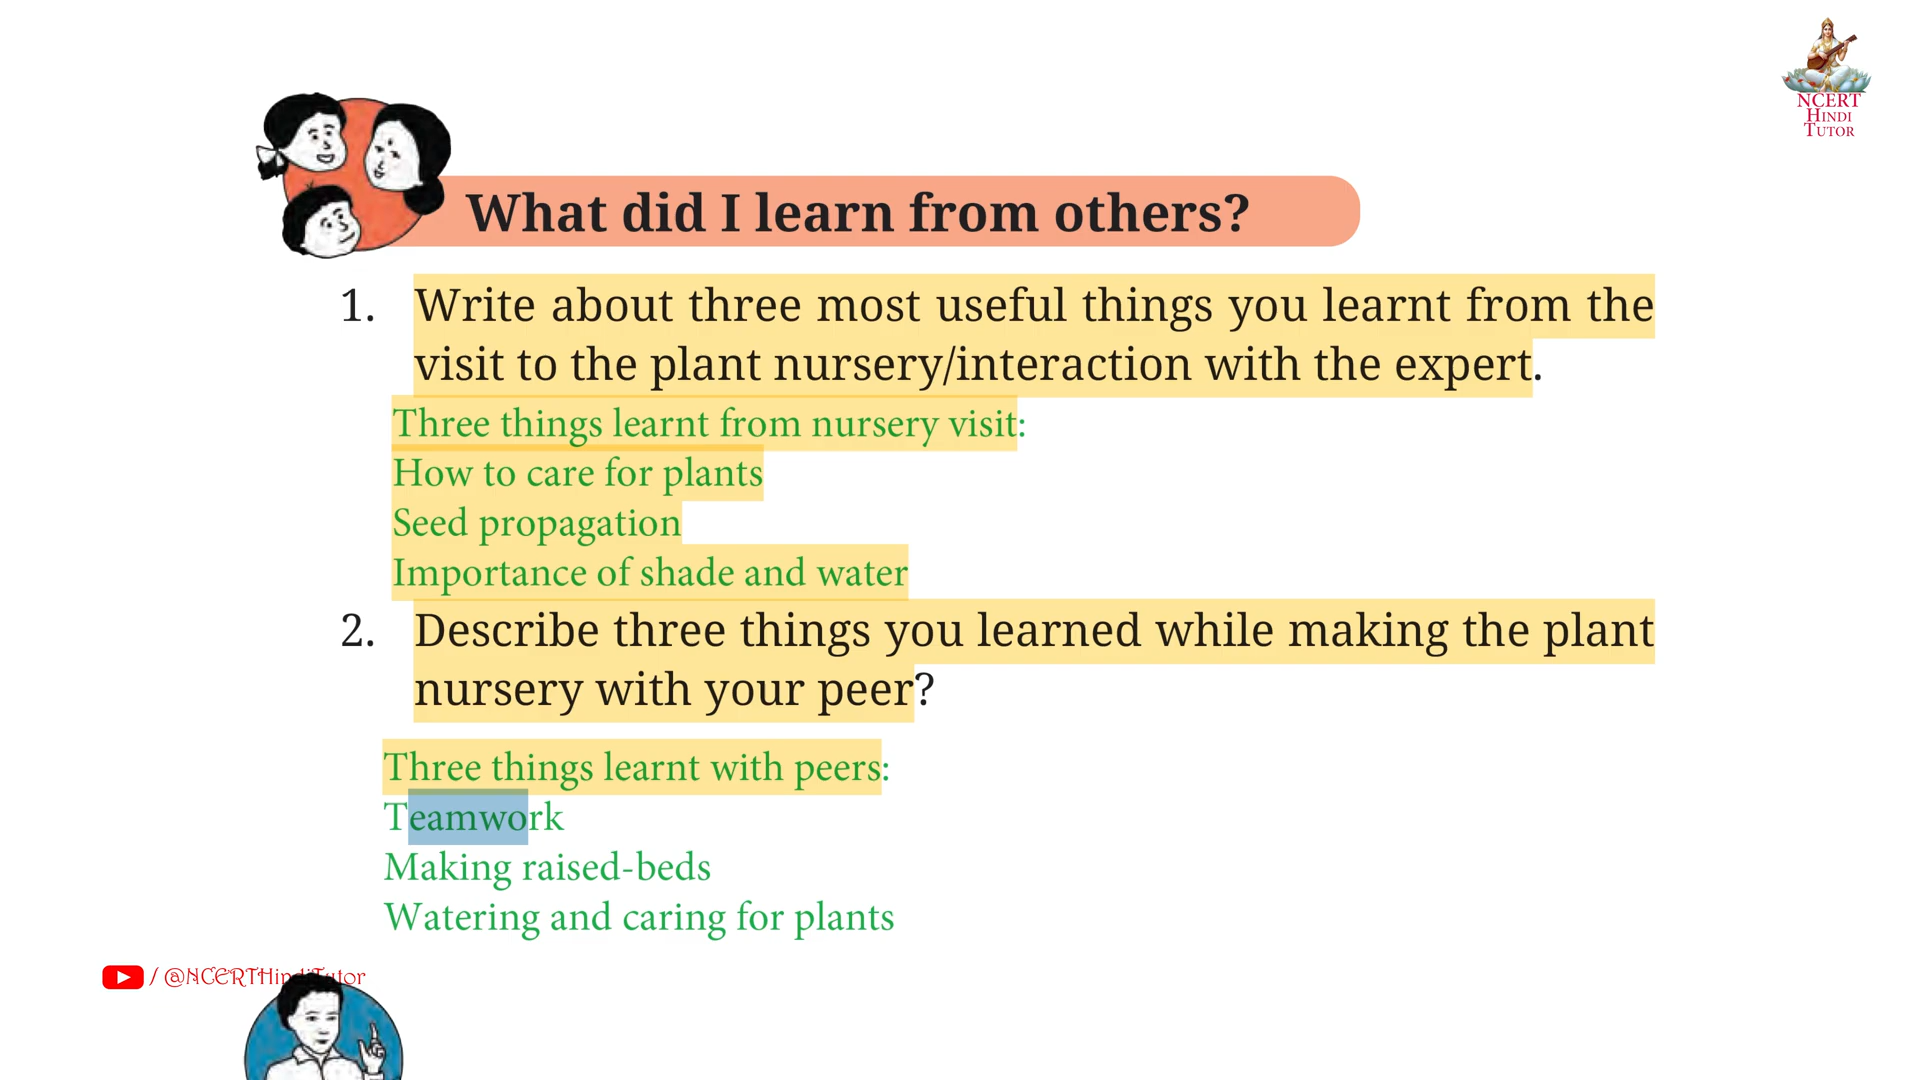 NCERT
HINDI
TUTOR
What did I learn from others?
1. Write about three most useful things you learnt from the
visit to the plant nursery/interaction with the expert.
Three things learnt from nursery visit:
How to care for plants
Seed propagation
Importance of shade and water
2. Describe three things you learned while making the plant
nursery with your peer?
Three things learnt with peers:
Teamwork
Making raised-beds
Watering and caring for plants
/ @NCERTHindiTutor